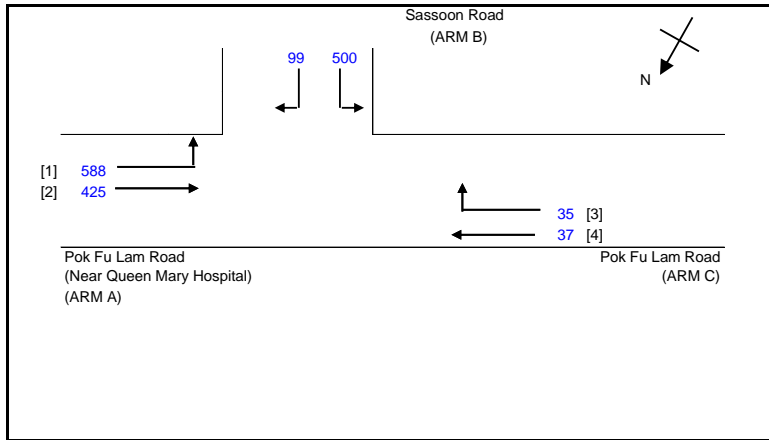 Sassoon Road
(ARM B)
N
99 500
[1] 588
[2] 425
35 [3]
37 [4]
Pok Fu Lam Road
(Near Queen Mary Hospital)
(ARM A)
Pok Fu Lam Road
(ARM C)